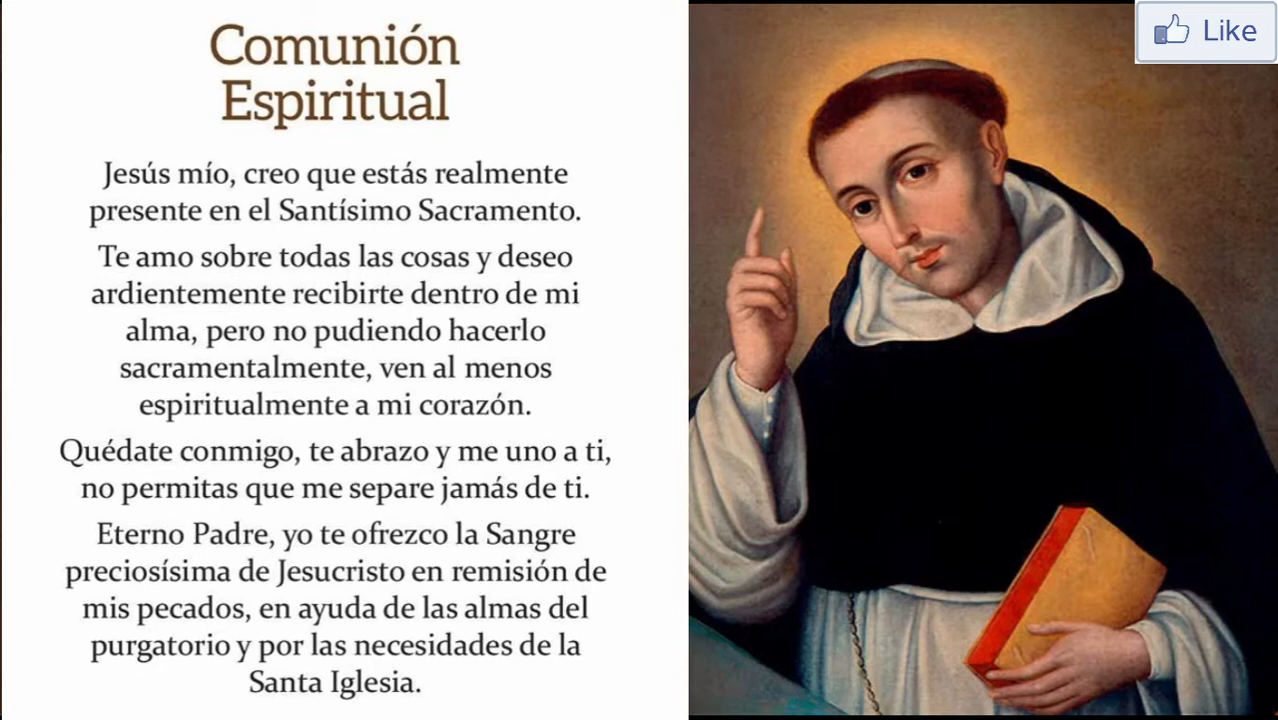 Comunión
Espiritual
Jesús mío, creo que estás realmente
presente en el Santísimo Sacramento.
Te amo sobre todas las cosas y deseo
ardientemente recibirte dentro de mi
alma, pero no pudiendo hacerlo
sacramentalmente, ven al menos
espiritualmente a mi corazón.
Quédate conmigo, te abrazo y me uno a ti,
no permitas que me separe jamás de ti.
Eterno Padre, yo te ofrezco la Sangre
preciosísima de Jesucristo en remisión de
mis pecados, en ayuda de las almas del
purgatorio y por las necesidades de la
Santa Iglesia.
Like